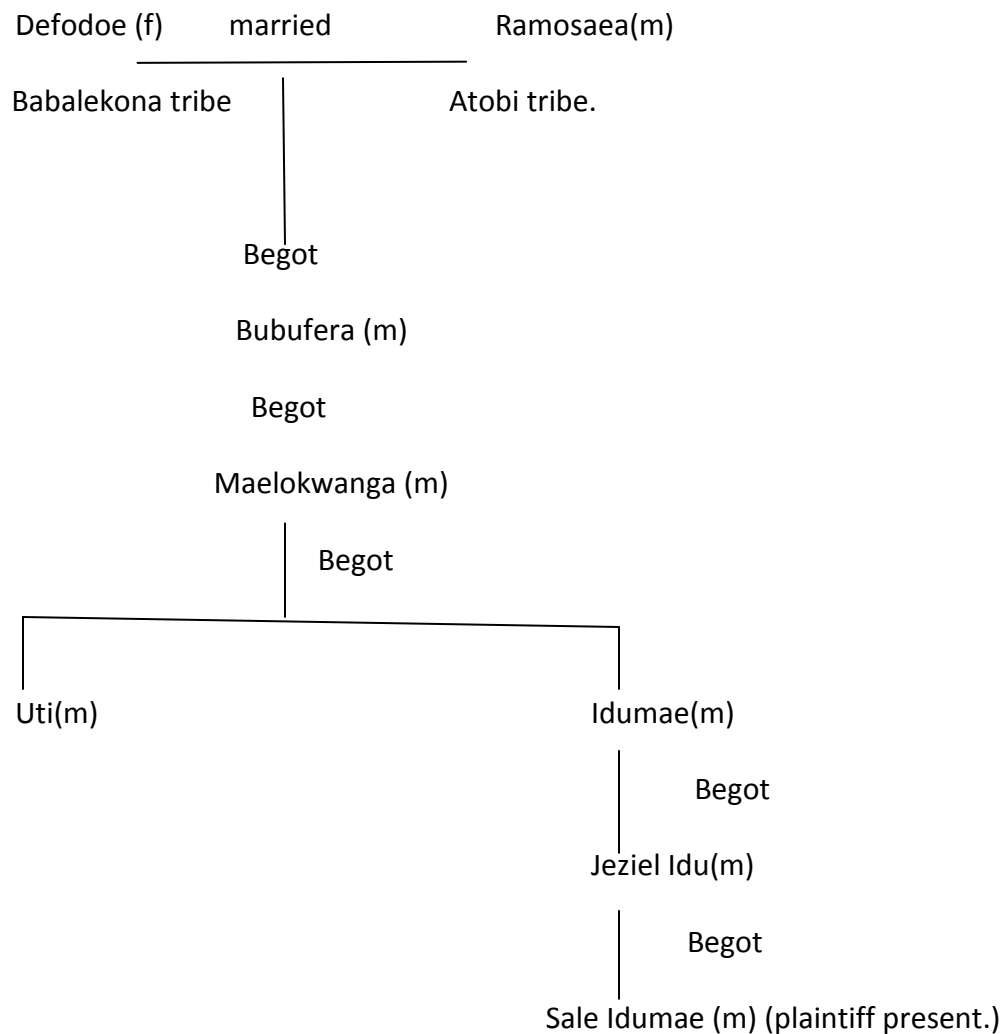 Defodoe (f) married Ramosaea(m)
Babalekona tribe Atobi tribe.
Begot
Bubufera (m)
Begot
Maelokwanga (m)
Begot
Uti(m) Idumae(m)
Begot
Jeziel Idu(m)
Begot
Sale Idumae (m) (plaintiff present.)